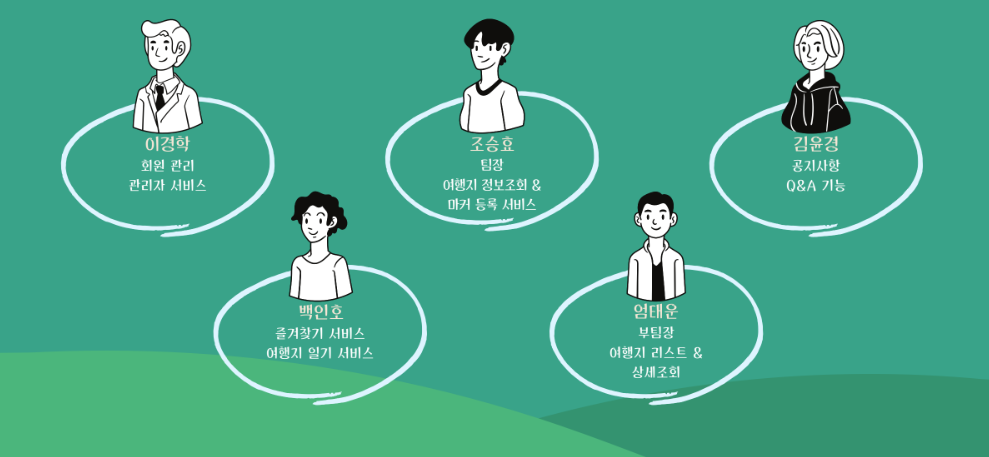 이경학
회원 관리
관리자 서비스
조승효
팀장
여행지 정보조회 &
마커 등록 서비스
김윤경
공지사항
Q&A 기능
백인호
즐겨찾기 서비스
여행지 일기 서비스
엄태운
부팀장
여행지 리스트 &
상세조회